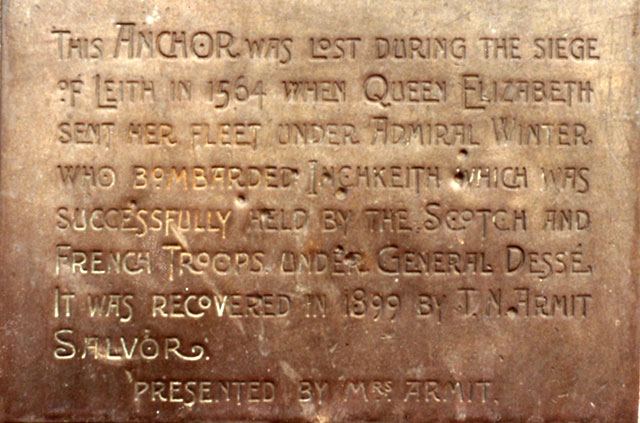 This ANCHOR WAS LOST DURING THE SIEGE
OF LEITH IN 1564 WHEN QUEEN ELIZABETH
SENT HER FLEET UNDER ADMIRAL WINTER
WHO BOMBARDED INCHKEITH WHICH WAS
SUCCESSFULLY HELD BY THE SCOTCH AND
FRENCH TROOPS UNDER GENERAL DESSÉ.
IT WAS RECOVERED IN 1899 BY T. N. ARMIT
SALVOR.
PRESENTED BY MRS ARMIT.